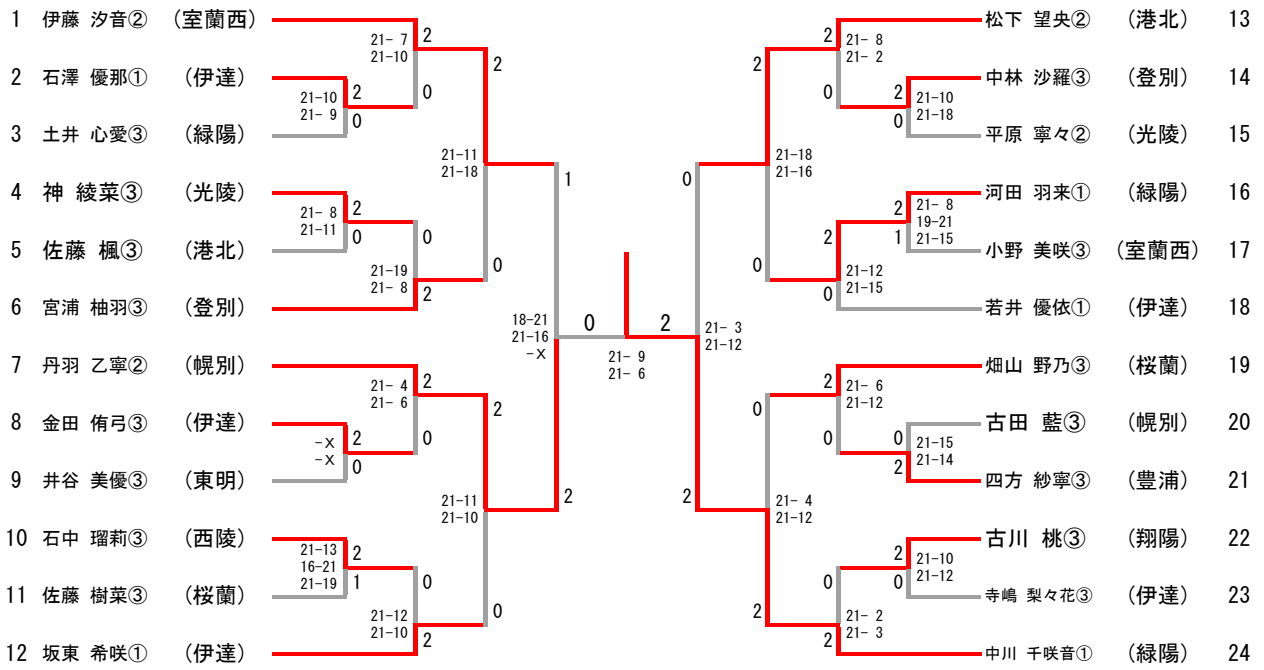 1 伊藤 汐音② (室蘭西)
2 石澤 優那① (伊達)
3 土井 心愛③ (緑陽)
4 神 綾菜③ (光陵)
5 佐藤 楓③ (港北)
6 宮浦 柚羽③ (登別)
7 丹羽 乙寧② (幌別)
8 金田 侑弓③ (伊達)
9 井谷 美優③ (東明)
10 石中 瑠莉③ (西陵)
11 佐藤 樹菜③ (桜蘭)
12 坂東 希咲① (伊達)
21-10 2
21- 9 0
21- 8 2
21-11 0
-X 2
-X 0
21-13 2
16-21
21-19 1
21- 7 2
21-10
0
0
21-19
21- 8 2
21- 4 2
21- 6
0
0
21-12
21-10 2
2
21-11
21-18
0
2
21-11
21-10
0
1
18-21
21-16
-X
2
0 2
21- 9
21- 6
0
21- 3
21-12
2
2
21-18
21-16
0
0
21- 4
21-12
2
2 21- 8
21- 2
0
2
21-12
0 21-15
2 21- 6
21-12
0
0
21- 2
2 21- 3
2 21-10
0 21-18
2 21- 8
19-21
1 21-15
0 21-15
2 21-14
2 21-10
0 21-12
松下 望央② (港北) 13
中林 沙羅③ (登別) 14
平原 寧々② (光陵) 15
河田 羽来① (緑陽) 16
小野 美咲③ (室蘭西) 17
若井 優依① (伊達) 18
畑山 野乃③ (桜蘭) 19
古田 藍③ (幌別) 20
四方 紗寧③ (豊浦) 21
古川 桃③ (翔陽) 22
寺嶋 梨々花③ (伊達) 23
中川 千咲音① (緑陽) 24